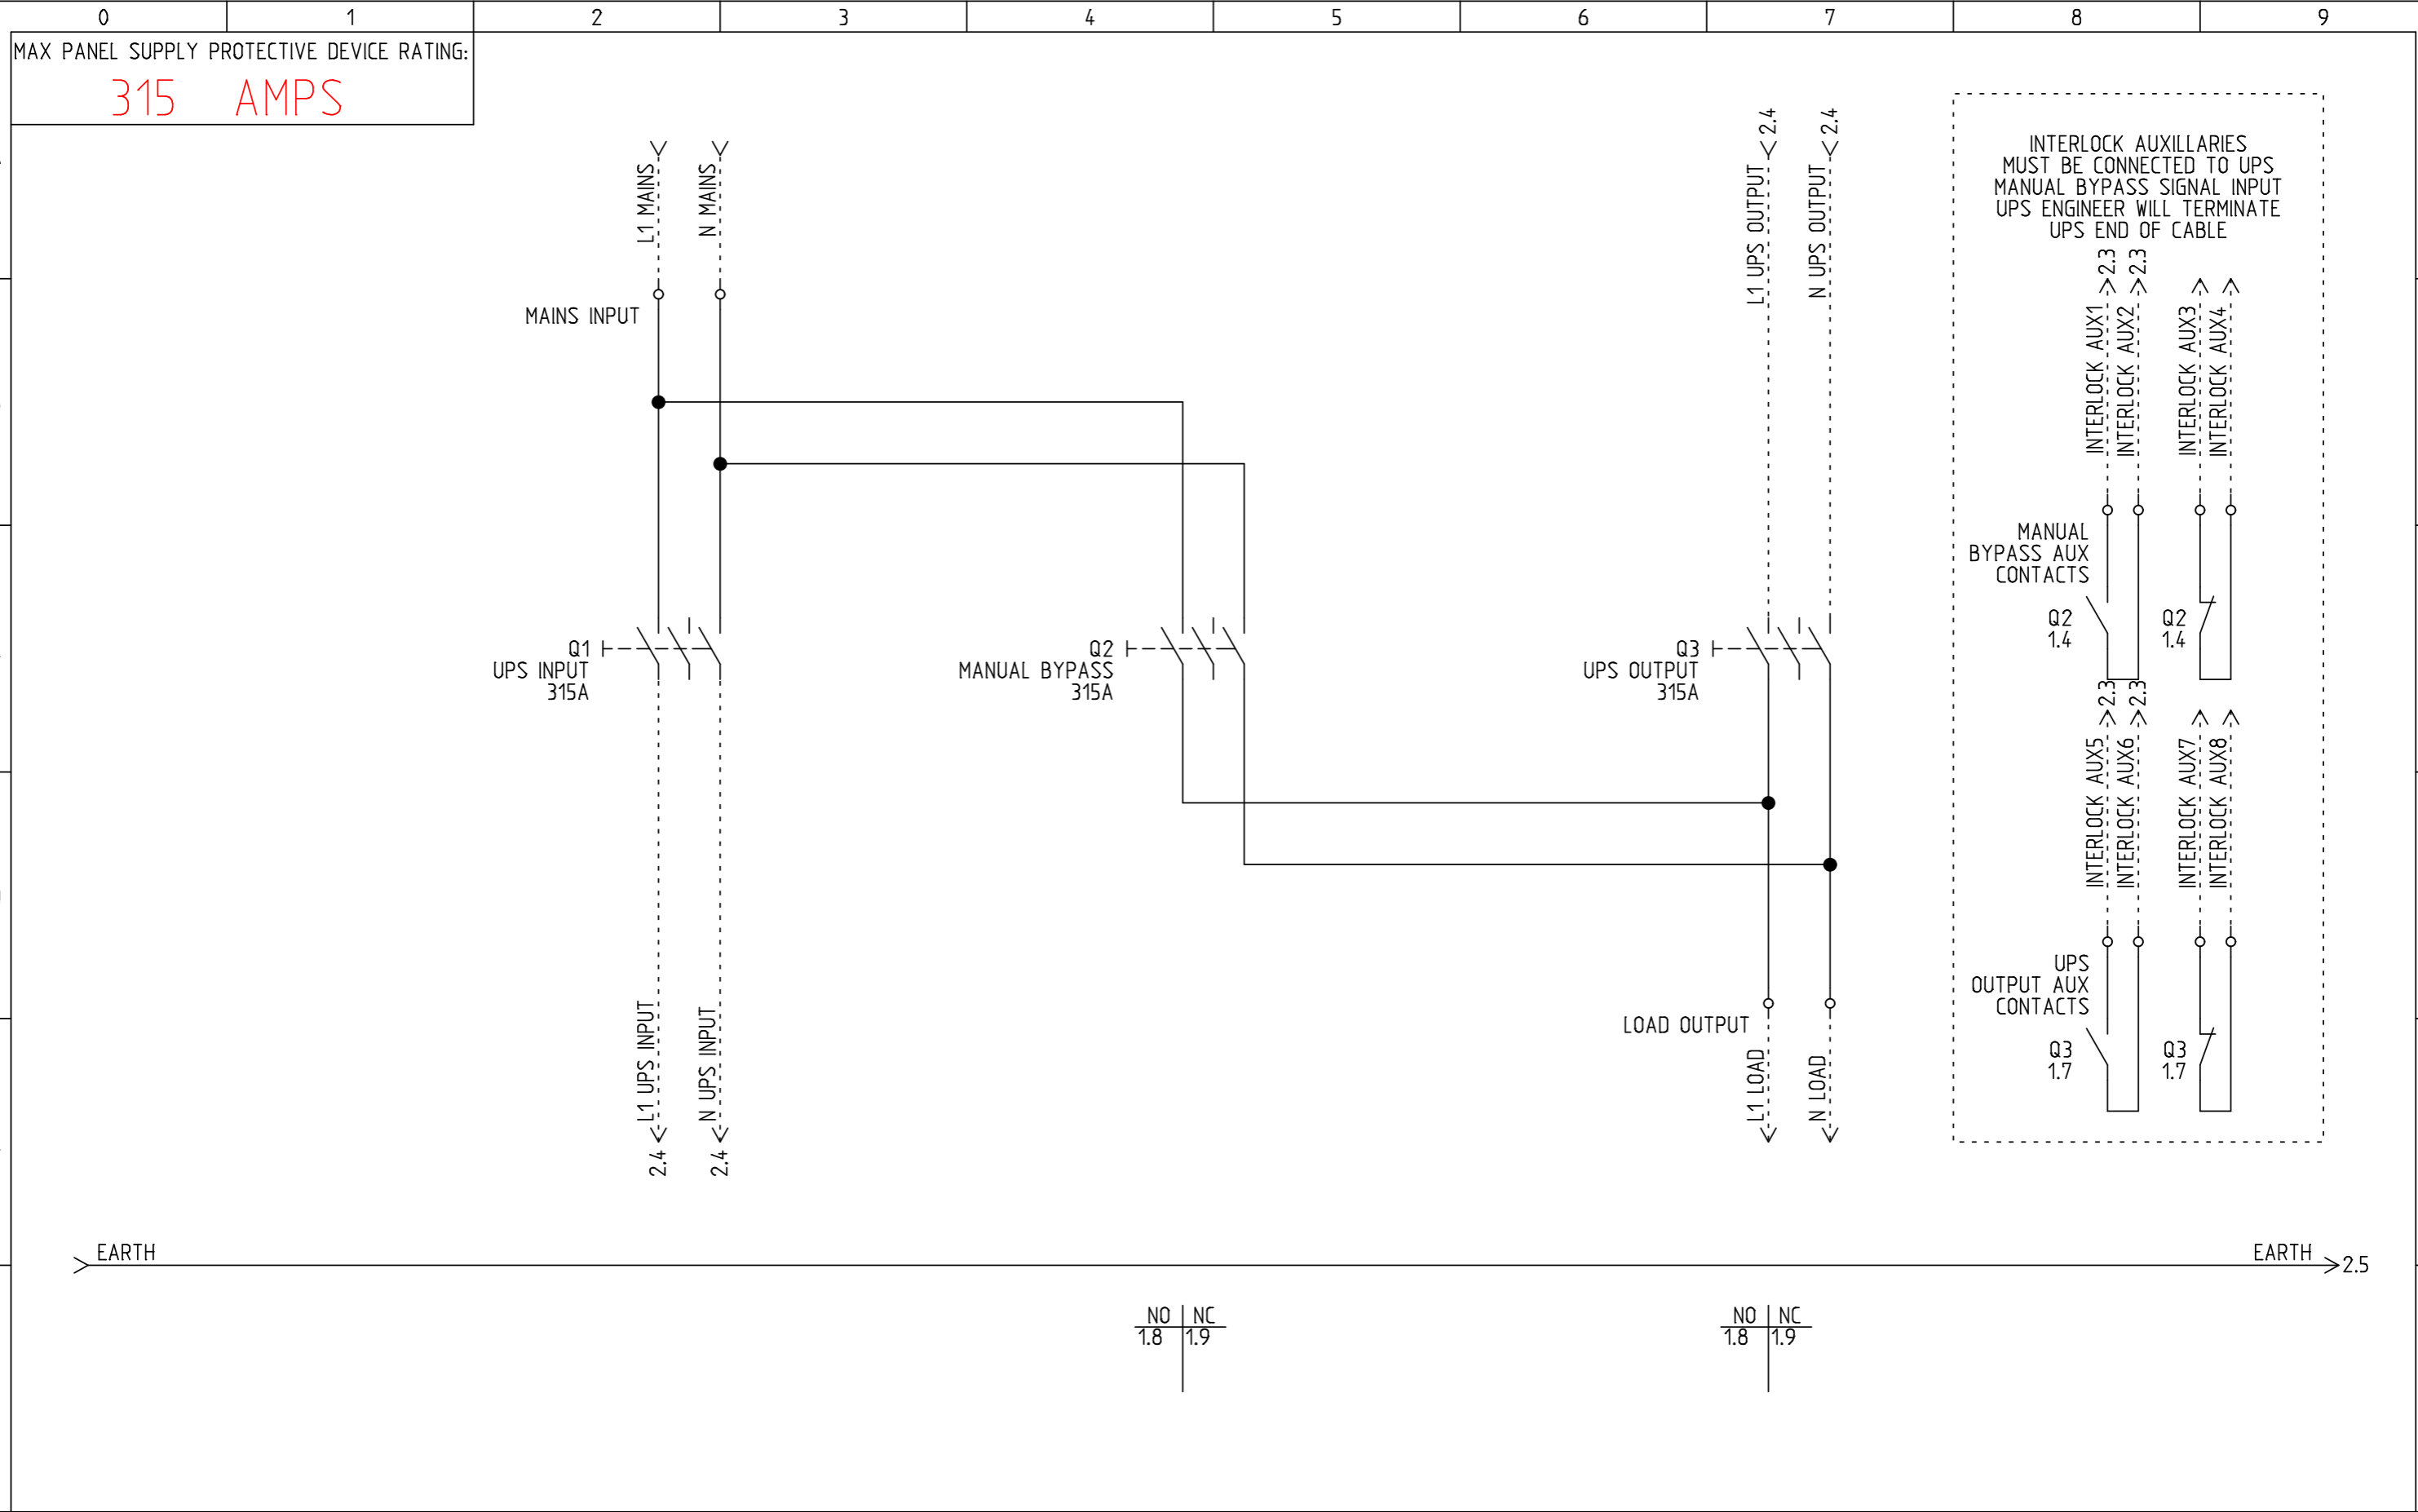 0 1 2 3 4 5 6 7 8 9
MAX PANEL SUPPLY PROTECTIVE DEVICE RATING:
315 AMPS
L1 MAINS
N MAINS
MAINS INPUT
2.4
2.4
L1 UPS OUTPUT
N UPS OUTPUT
INTERLOCK AUXILLARIES
MUST BE CONNECTED TO UPS
MANUAL BYPASS SIGNAL INPUT
UPS ENGINEER WILL TERMINATE
UPS END OF CABLE
2.3
2.3
INTERLOCK AUX1
INTERLOCK AUX2
INTERLOCK AUX3
INTERLOCK AUX4
MANUAL
BYPASS AUX
CONTACTS
Q2
1.4
Q2
1.4
Q1
UPS INPUT
315A
Q2
MANUAL BYPASS
315A
Q3
UPS OUTPUT
315A
2.3
2.3
INTERLOCK AUX5
INTERLOCK AUX6
INTERLOCK AUX7
INTERLOCK AUX8
UPS
OUTPUT AUX
CONTACTS
Q3
1.7
Q3
1.7
L1 UPS INPUT
N UPS INPUT
2.4
2.4
LOAD OUTPUT
L1 LOAD
N LOAD
EARTH
EARTH
2.5
NO NC
1.8 1.9
NO NC
1.8 1.9